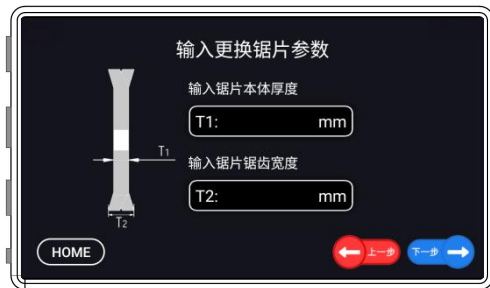 输入更换锯片参数
输入锯片本体厚度
T1: mm
T1
输入锯片锯齿宽度
T2: mm
T2
HOME
上一步
下一步